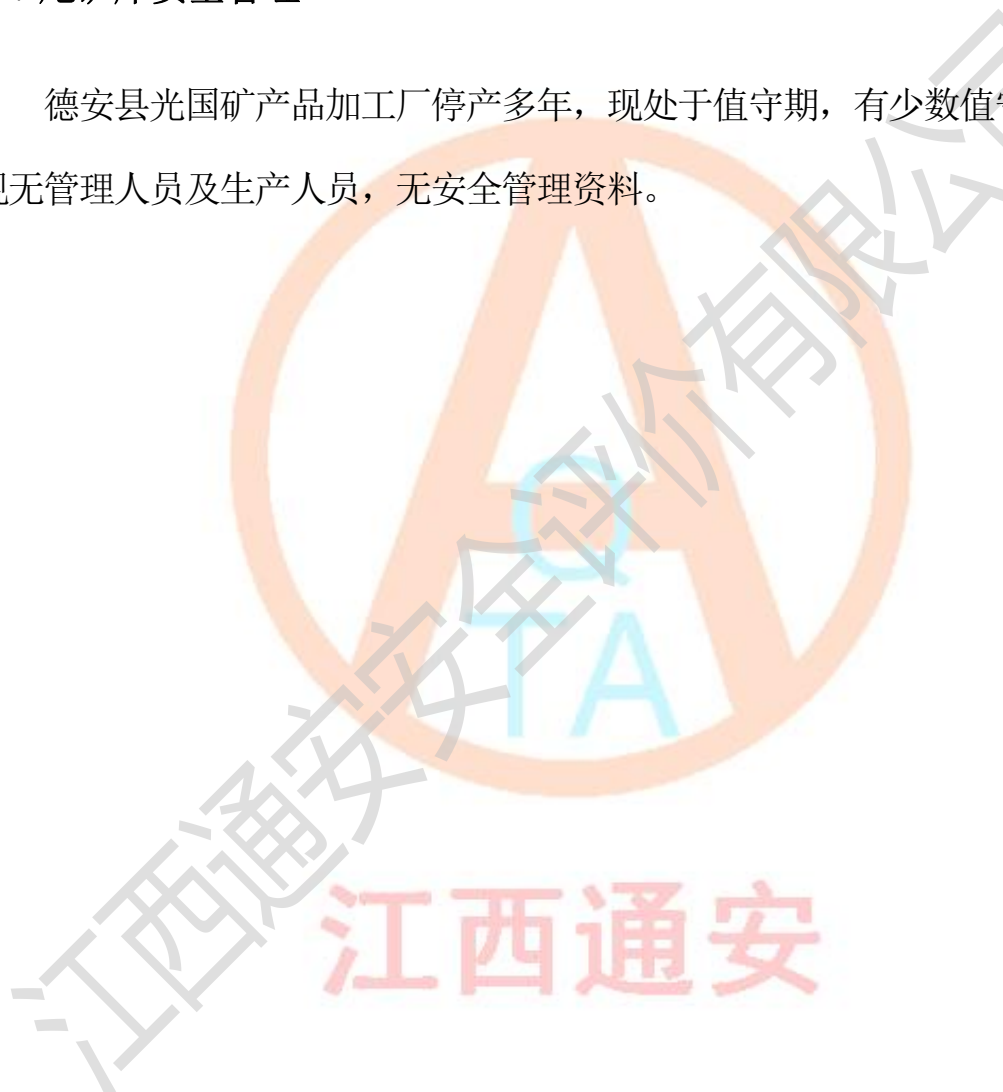 德安县光国矿产品加工厂停产多年，现处于值守期，有少数值
无管理人员及生产人员，无安全管理资料。
江西通安安全评价有限公
Q
TA
江西通安